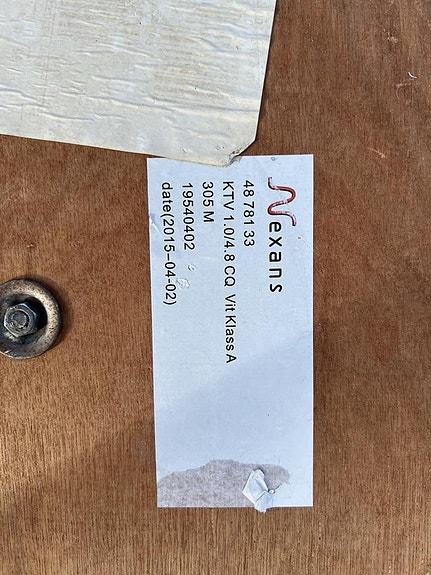 Nexans
48 781 33
KTV 1.0/4.8 CQ Vit Klass A
305 M
19540402
date(2015-04-02)